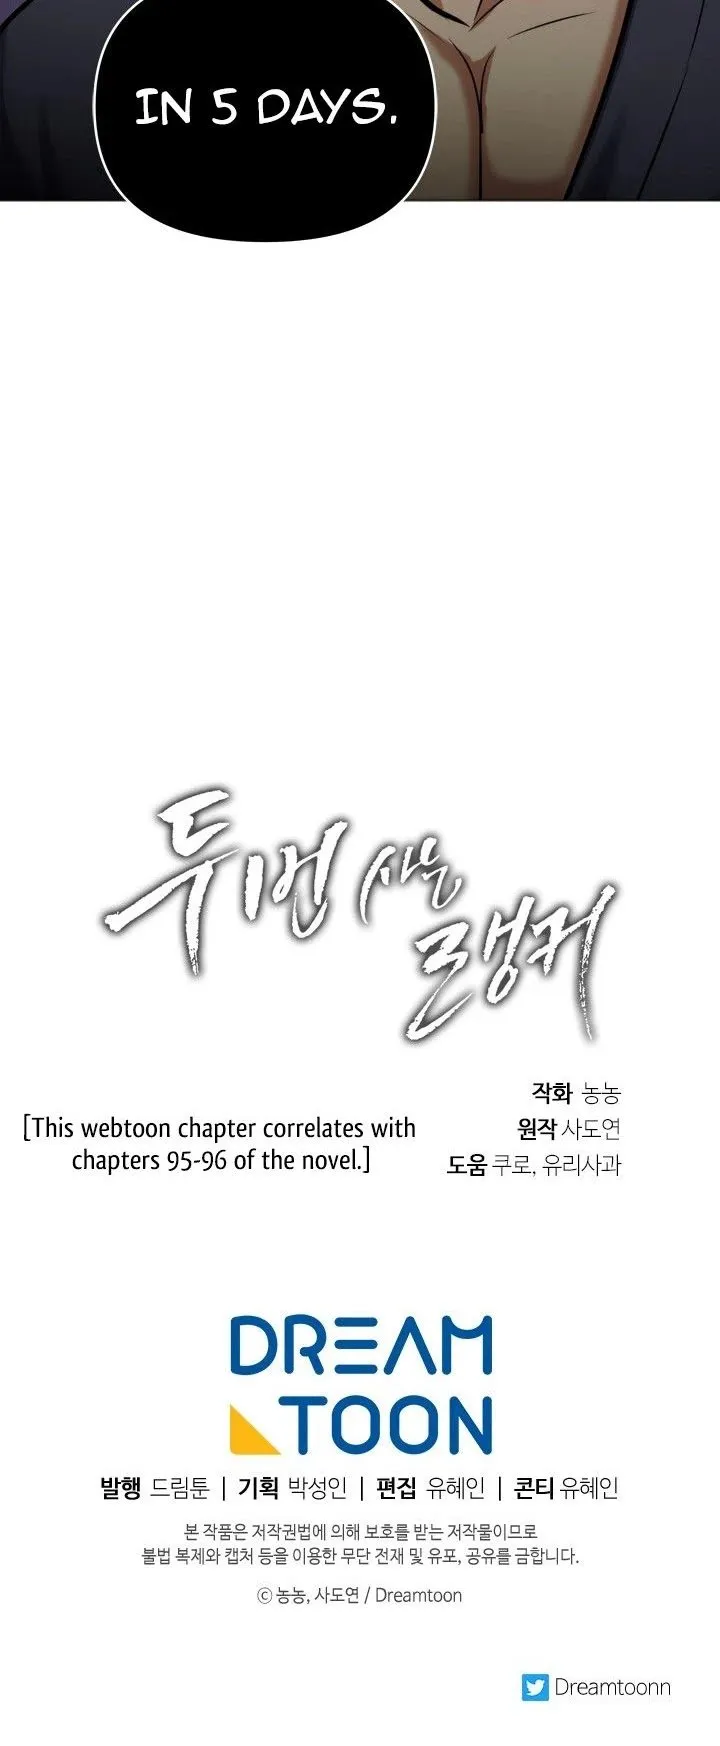 IN 5 DAYS.
두 번 사는
랭커
작화 농농
[This webtoon chapter correlates with
chapters 95-96 of the novel.]
원작 사도연
도움 쿠로, 유리사과
DREAM
TOON
발행 드림툰 | 기획 박성인 | 편집 유혜인 | 콘티 유혜인
본 작품은 저작권법에 의해 보호를 받는 저작물이므로
불법 복제와 캡처 등을 이용한 무단 전재 및 유포, 공유를 금합니다.
ⓒ 농농, 사도연 / Dreamtoon
Dreamtoonn